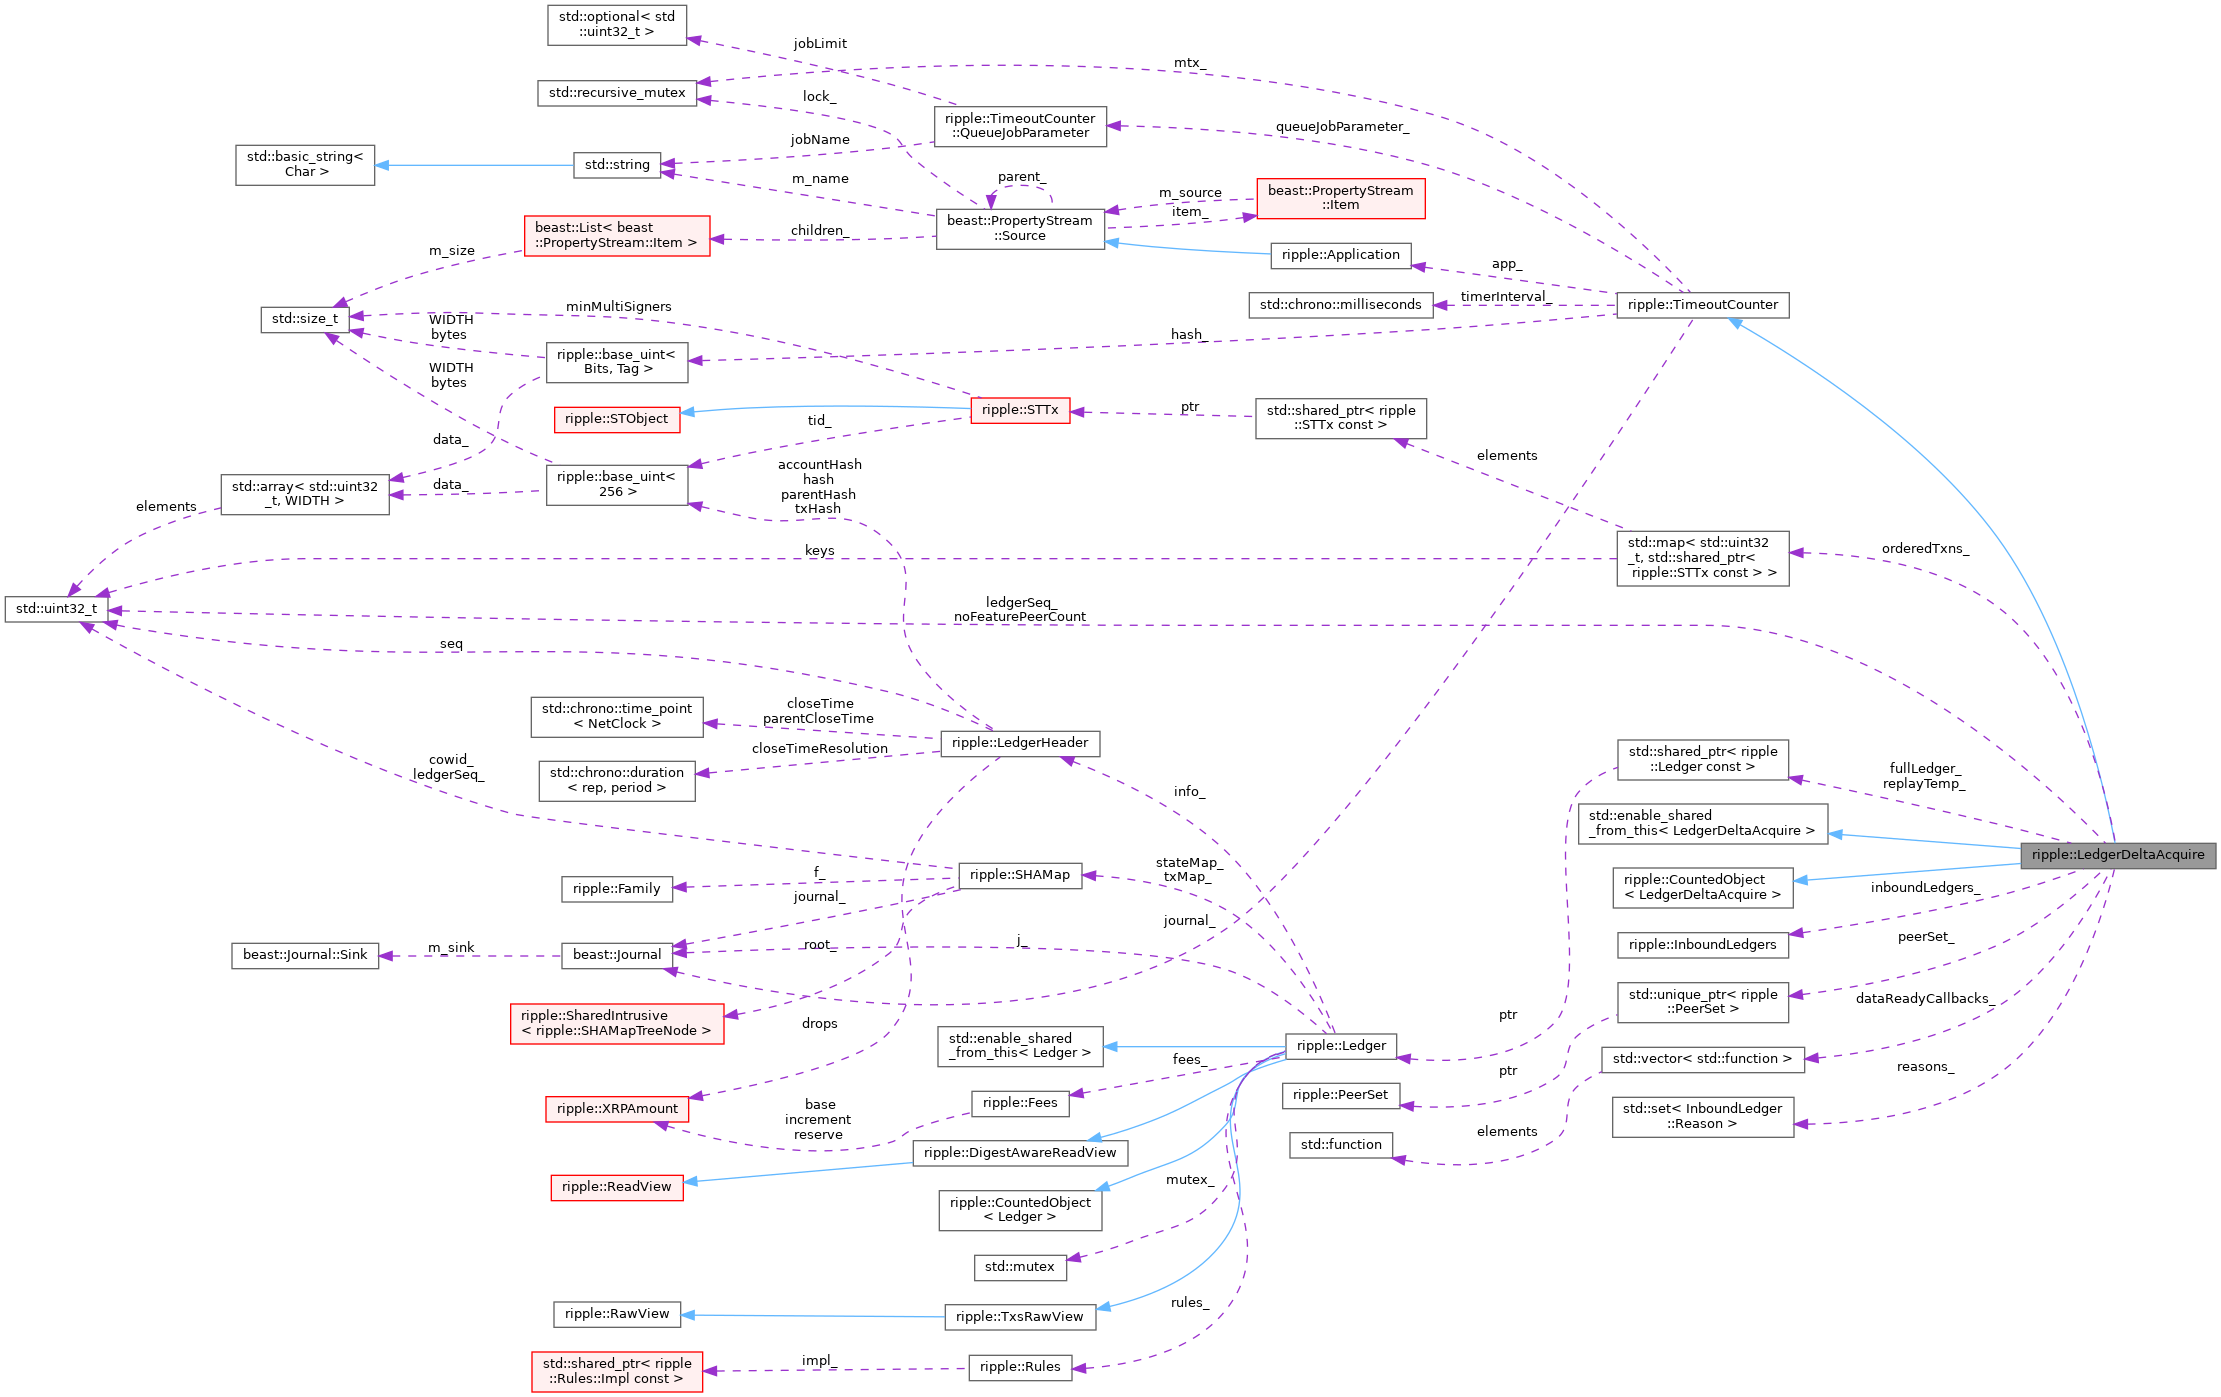 std::optional< std
::uint32_t >
jobLimit
mtx_
std::recursive_mutex
lock_
ripple::TimeoutCounter
::QueueJobParameter
queueJobParameter_
std::basic_string<
Char >
std::string
jobName
m_name
parent_
m_source
item_
beast::PropertyStream
::Item
beast::PropertyStream
::Source
beast::List< beast
::PropertyStream::Item >
children_
ripple::Application
m_size
app_
std::size_t
minMultiSigners
std::chrono::milliseconds
timerInterval_
ripple::TimeoutCounter
WIDTH
bytes
hash_
ripple::base_uint<
Bits, Tag >
WIDTH
bytes
ripple::STObject
ripple::STTx
ptr
std::shared_ptr< ripple
::STTx const >
tid_
data_
elements
accountHash
hash
parentHash
txHash
ripple::base_uint<
256 >
data_
std::array< std::uint32
_t, WIDTH >
elements
keys
std::map< std::uint32
_t, std::shared_ptr<
ripple::STTx const > >
orderedTxns_
std::uint32_t
ledgerSeq_
noFeaturePeerCount
seq
std::chrono::time_point
< NetClock >
closeTime
parentCloseTime
ripple::LedgerHeader
closeTimeResolution
std::chrono::duration
< rep, period >
cowid_
ledgerSeq_
info_
std::shared_ptr< ripple
::Ledger const >
fullLedger_
replayTemp_
std::enable_shared
_from_this< LedgerDeltaAcquire >
ripple::LedgerDeltaAcquire
ripple::Family
f_
ripple::SHAMap
stateMap_
txMap_
ripple::CountedObject
< LedgerDeltaAcquire >
inboundLedgers_
journal_
journal_
ripple::InboundLedgers
peerSet_
beast::Journal::Sink
m_sink
beast::Journal
root_
j_
std::unique_ptr< ripple
::PeerSet >
dataReadyCallbacks_
ripple::SharedIntrusive
< ripple::SHAMapTreeNode >
drops
std::enable_shared
_from_this< Ledger >
ripple::Ledger
ptr
fees_
std::vector< std::function >
reasons_
ptr
ripple::PeerSet
ripple::XRPAmount
base
increment
reserve
ripple::Fees
std::set< InboundLedger
::Reason >
std::function
elements
ripple::DigestAwareReadView
ripple::ReadView
mutex_
ripple::CountedObject
< Ledger >
std::mutex
ripple::RawView
ripple::TxsRawView
rules_
std::shared_ptr< ripple
::Rules::Impl const >
impl_
ripple::Rules